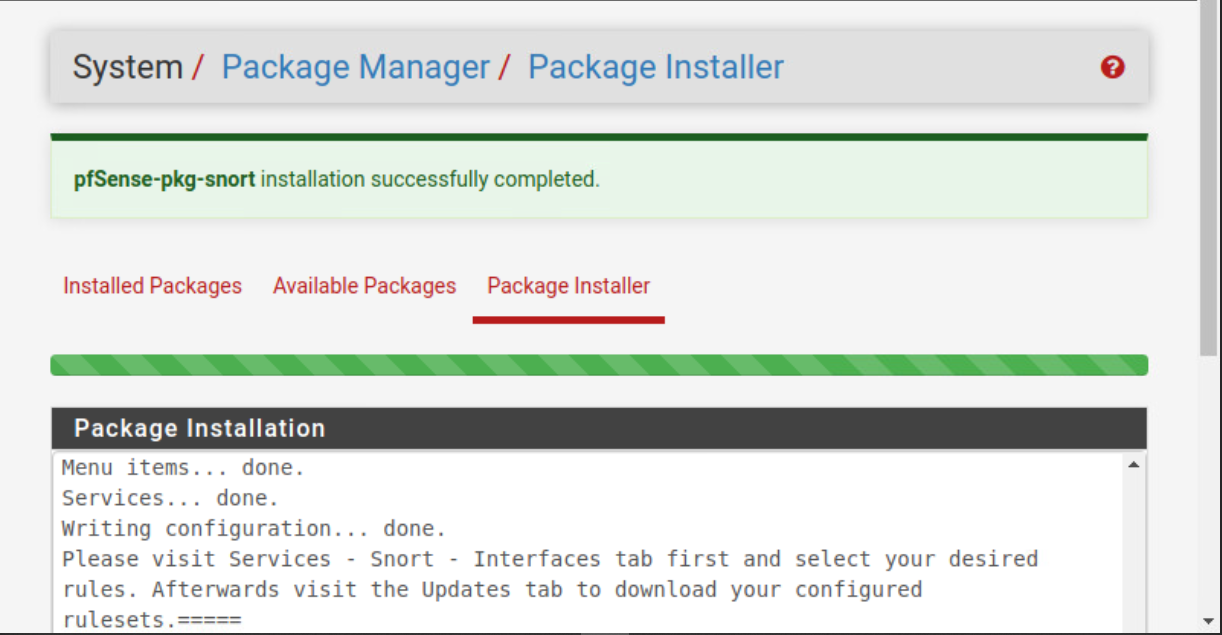 System / Package Manager / Package Installer
pfSense-pkg-snort installation successfully completed.
Installed Packages Available Packages Package Installer
Package Installation
Menu items... done.
Services... done.
Writing configuration... done.
Please visit Services - Snort - Interfaces tab first and select your desired
rules. Afterwards visit the Updates tab to download your configured
rulesets.=====